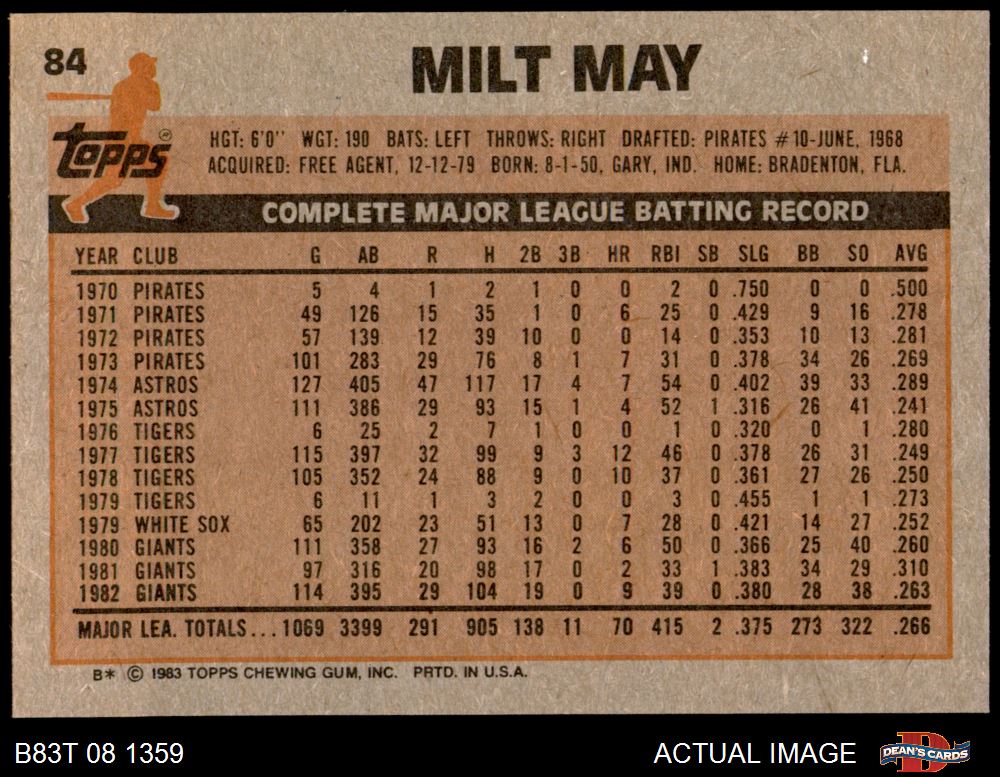 84
MILT MAY
Topps
HGT: 6'0" WGT: 190 BATS: LEFT THROWS: RIGHT DRAFTED: PIRATES #10-JUNE, 1968
ACQUIRED: FREE AGENT, 12-12-79 BORN: 8-1-50, GARY, IND. HOME: BRADENTON, FLA.
COMPLETE MAJOR LEAGUE BATTING RECORD
YEAR CLUB G AB R H 2B 3B HR RBI SB SLG BB SO AVG
1970 PIRATES 5 4 1 2 1 0 0 2 0 .750 0 0 .500
1971 PIRATES 49 126 15 35 1 0 6 25 0 .429 9 16 .278
1972 PIRATES 57 139 12 39 10 0 0 14 0 .353 10 13 .281
1973 PIRATES 101 283 29 76 8 1 7 31 0 .378 34 26 .269
1974 ASTROS 127 405 47 117 17 4 7 54 0 .402 39 33 .289
1975 ASTROS 111 386 29 93 15 1 4 52 1 .316 26 41 .241
1976 TIGERS 6 25 2 7 1 0 0 1 0 .320 0 1 .280
1977 TIGERS 115 397 32 99 9 3 12 46 0 .378 26 31 .249
1978 TIGERS 105 352 24 88 9 0 10 37 0 .361 27 26 .250
1979 TIGERS 6 11 1 3 2 0 0 3 0 .455 1 1 .273
1979 WHITE SOX 65 202 23 51 13 0 7 28 0 .421 14 27 .252
1980 GIANTS 111 358 27 93 16 2 6 50 0 .366 25 40 .260
1981 GIANTS 97 316 20 98 17 0 2 33 1 .383 34 29 .310
1982 GIANTS 114 395 29 104 19 0 9 39 0 .380 28 38 .263
MAJOR LEA. TOTALS... 1069 3399 291 905 138 11 70 415 2 .375 273 322 .266
B* © 1983 TOPPS CHEWING GUM, INC. PRTD. IN U.S.A.
B83T 08 1359
ACTUAL IMAGE
D
DEAN'S CARDS